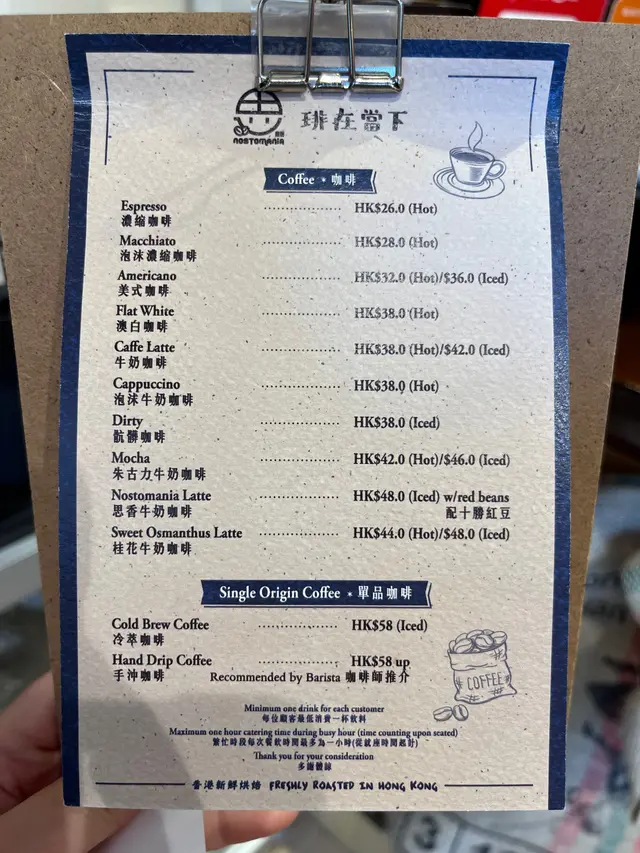 NOSTOMANIA
琲在當下
Coffee * 咖啡
Espresso HK$26.0 (Hot)
濃縮咖啡
Macchiato HK$28.0 (Hot)
泡沫濃縮咖啡
Americano HK$32.0 (Hot)/$36.0 (Iced)
美式咖啡
Flat White HK$38.0 (Hot)
澳白咖啡
Caffe Latte HK$38.0 (Hot)/$42.0 (Iced)
牛奶咖啡
Cappuccino HK$38.0 (Hot)
泡沫牛奶咖啡
Dirty HK$38.0 (Iced)
骯髒咖啡
Mocha HK$42.0 (Hot)/$46.0 (Iced)
朱古力牛奶咖啡
Nostomania Latte HK$48.0 (Iced) w/red beans
思香牛奶咖啡 配十勝紅豆
Sweet Osmanthus Latte HK$44.0 (Hot)/$48.0 (Iced)
桂花牛奶咖啡
Single Origin Coffee * 單品咖啡
Cold Brew Coffee HK$58 (Iced)
冷萃咖啡
Hand Drip Coffee HK$58 up
手沖咖啡 Recommended by Barista 咖啡師推介
COFFEE
Minimum one drink for each customer
每位顧客最低消費一杯飲料
Maximum one hour catering time during busy hour (time counting upon seated)
繁忙時段每次餐飲時間最多為一小時(從就座時間起計)
Thank you for your consideration
多謝體諒
香港新鮮烘焙 FRESHLY ROASTED IN HONG KONG
3